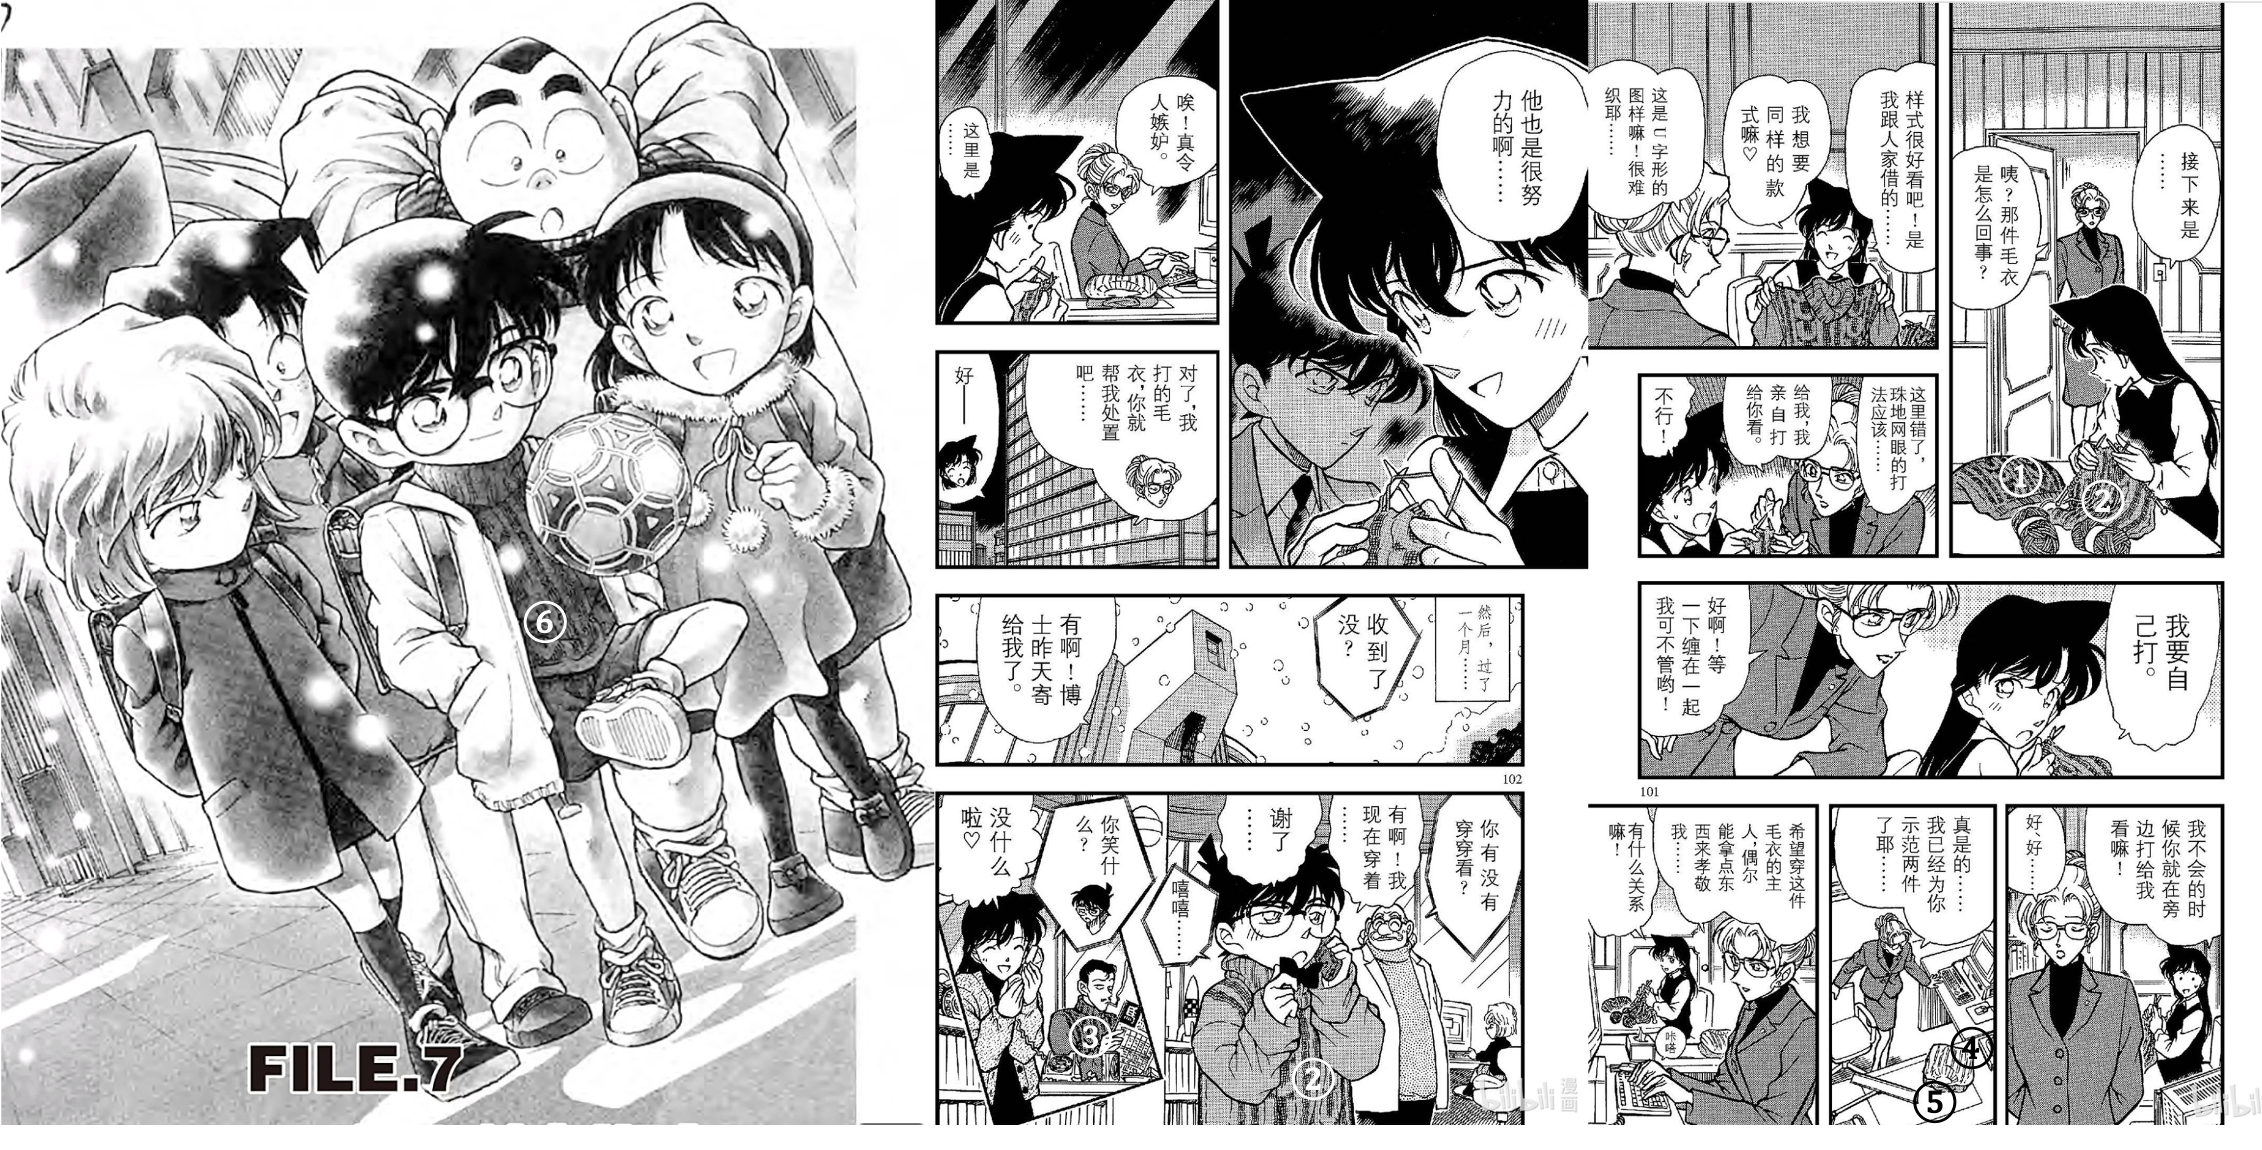 接下来是
……
咦？那件毛衣
是怎么回事？
①
②
样式很好看吧！是
我跟人家借的……
我想要
同样的款
式嘛♡
这是U字形的
图样嘛！很难
织耶……
这里错了，
珠地网眼的打
法应该……
给我，我
亲自打
给你看。
不行！
我要自
己打。
好啊！等
一下缠在一起
我可不管哟！
101
我不会的时
候你就在旁
边打给我
看嘛！
好、好……
真是的……
我已经为你
示范两件
了耶……
④
⑤
希望穿这件
毛衣的主
人，偶尔
能拿点东
西来孝敬
我……
有什么关系
嘛！
咔嗒
他也是很努
力的啊……
唉！真令
人嫉妒。
这里是
……
对了，我
打的毛
衣，你就
帮我处置
吧……
好——
然后，过了
一个月……
收到了
没？
有啊！博
士昨天寄
给我了。
102
你有没有
穿穿看？
有啊！我
现在穿着
……
谢了
……
②
嘻嘻……
你笑什
么？
没什么
啦♡
③
⑥
FILE.7
bilibili
漫画
bilibil